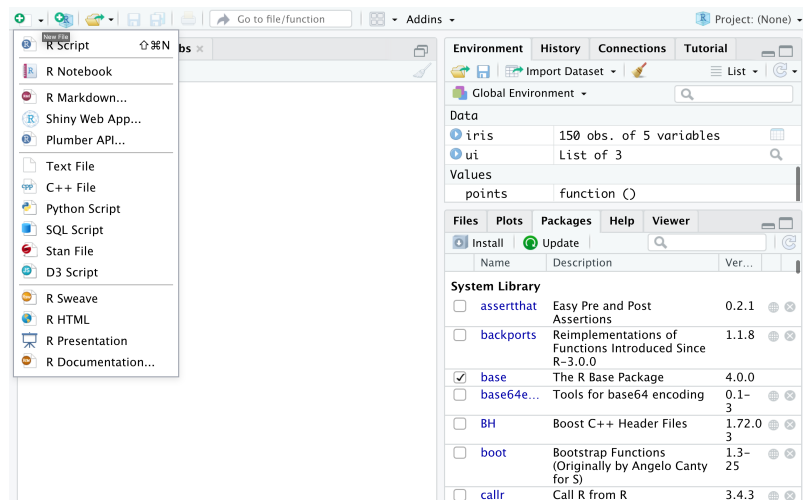 Go to file/function
Addins
Project: (None)
New File
R Script ⇧⌘N
R Notebook
R Markdown...
Shiny Web App...
Plumber API...
Text File
C++ File
Python Script
SQL Script
Stan File
D3 Script
R Sweave
R HTML
R Presentation
R Documentation...
bs ×
Environment History Connections Tutorial
Import Dataset List
Global Environment
Data
iris 150 obs. of 5 variables
ui List of 3
Values
points function ()
Files Plots Packages Help Viewer
Install Update
Name Description Ver...
System Library
assertthat Easy Pre and Post 0.2.1
Assertions
backports Reimplementations of 1.1.8
Functions Introduced Since
R-3.0.0
base The R Base Package 4.0.0
base64e... Tools for base64 encoding 0.1-
3
BH Boost C++ Header Files 1.72.0
3
boot Bootstrap Functions 1.3-
(Originally by Angelo Canty 25
for S)
callr Call R from R 3.4.3